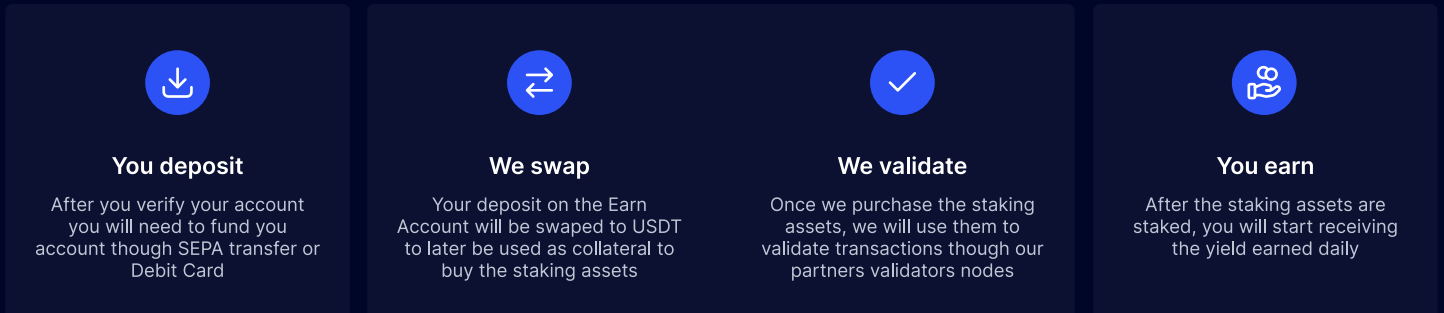 You deposit
After you verify your account
you will need to fund you
account though SEPA transfer or
Debit Card
We swap
Your deposit on the Earn
Account will be swaped to USDT
to later be used as collateral to
buy the staking assets
We validate
Once we purchase the staking
assets, we will use them to
validate transactions though our
partners validators nodes
You earn
After the staking assets are
staked, you will start receiving
the yield earned daily